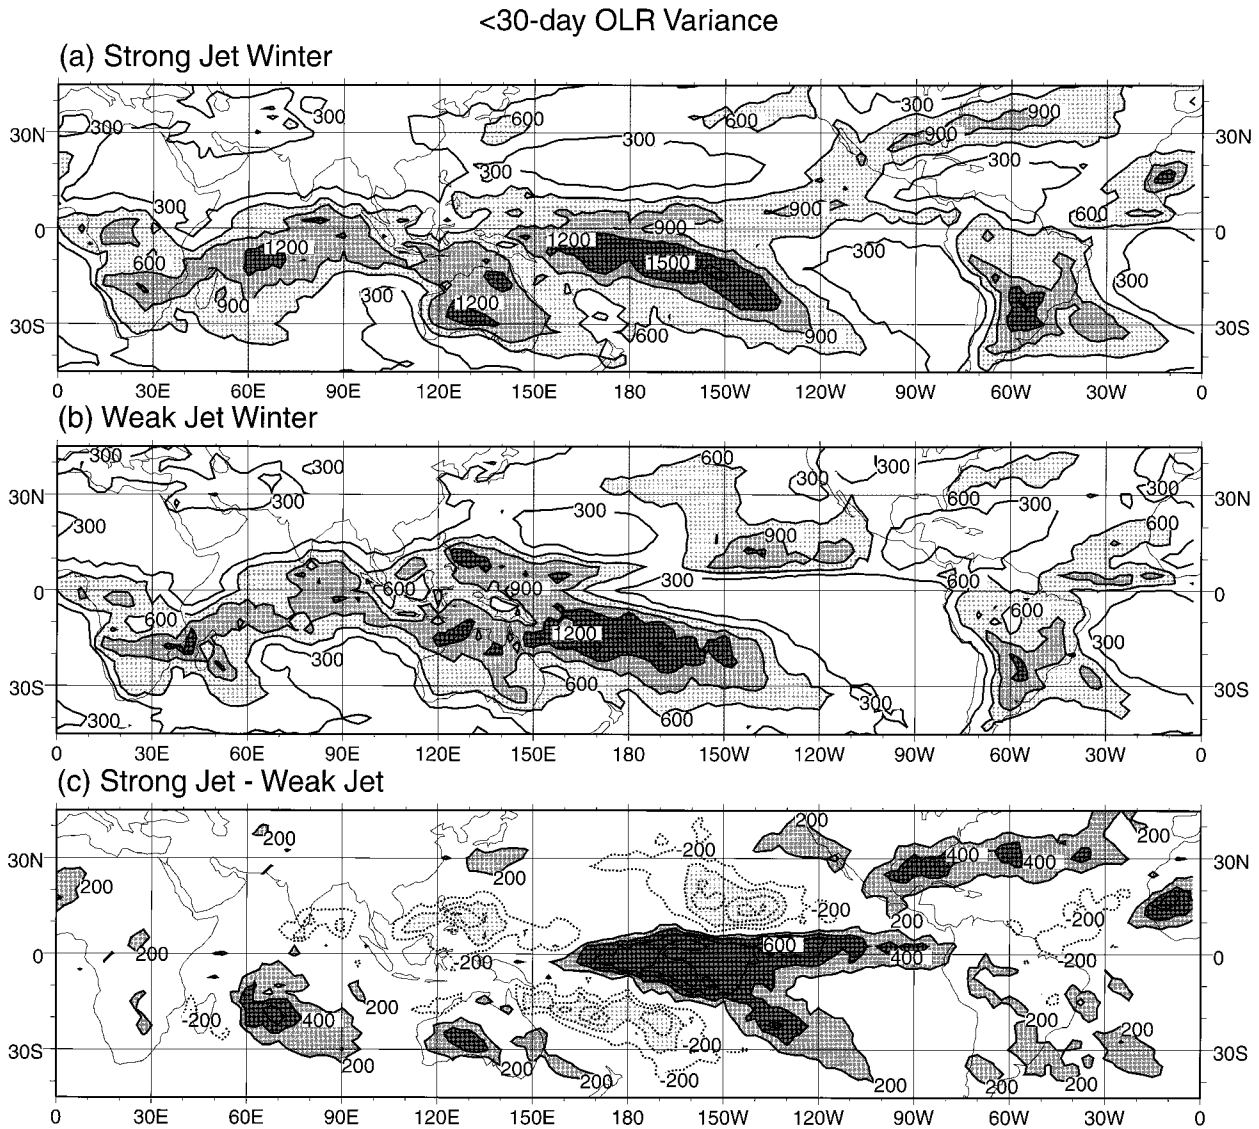 <30-day OLR Variance
(a) Strong Jet Winter
300 600 600 300 900
30N 300 300 300 900 300 30N
300 300
300 600
0 900 900 0
1200 1200 300
600 1500 300
900 300 1200
30S 600 900 30S
0 30E 60E 90E 120E 150E 180 150W 120W 90W 60W 30W 0
(b) Weak Jet Winter
300 300 600 300 300
30N 300 300 600 300 300 30N
300 300 900 600
0 600 900 300 600 0
600 1200 600 300
300
30S 600 30S
300 600 300
0 30E 60E 90E 120E 150E 180 150W 120W 90W 60W 30W 0
(c) Strong Jet - Weak Jet
200 200 200
30N 200 200 -200 400 400 30N
-200 200 -200
0 200 -200 600 400 -200 0
-200 400 200 200 200
30S 200 200 200 -200 -200 200 200 200 200 30S
0 30E 60E 90E 120E 150E 180 150W 120W 90W 60W 30W 0